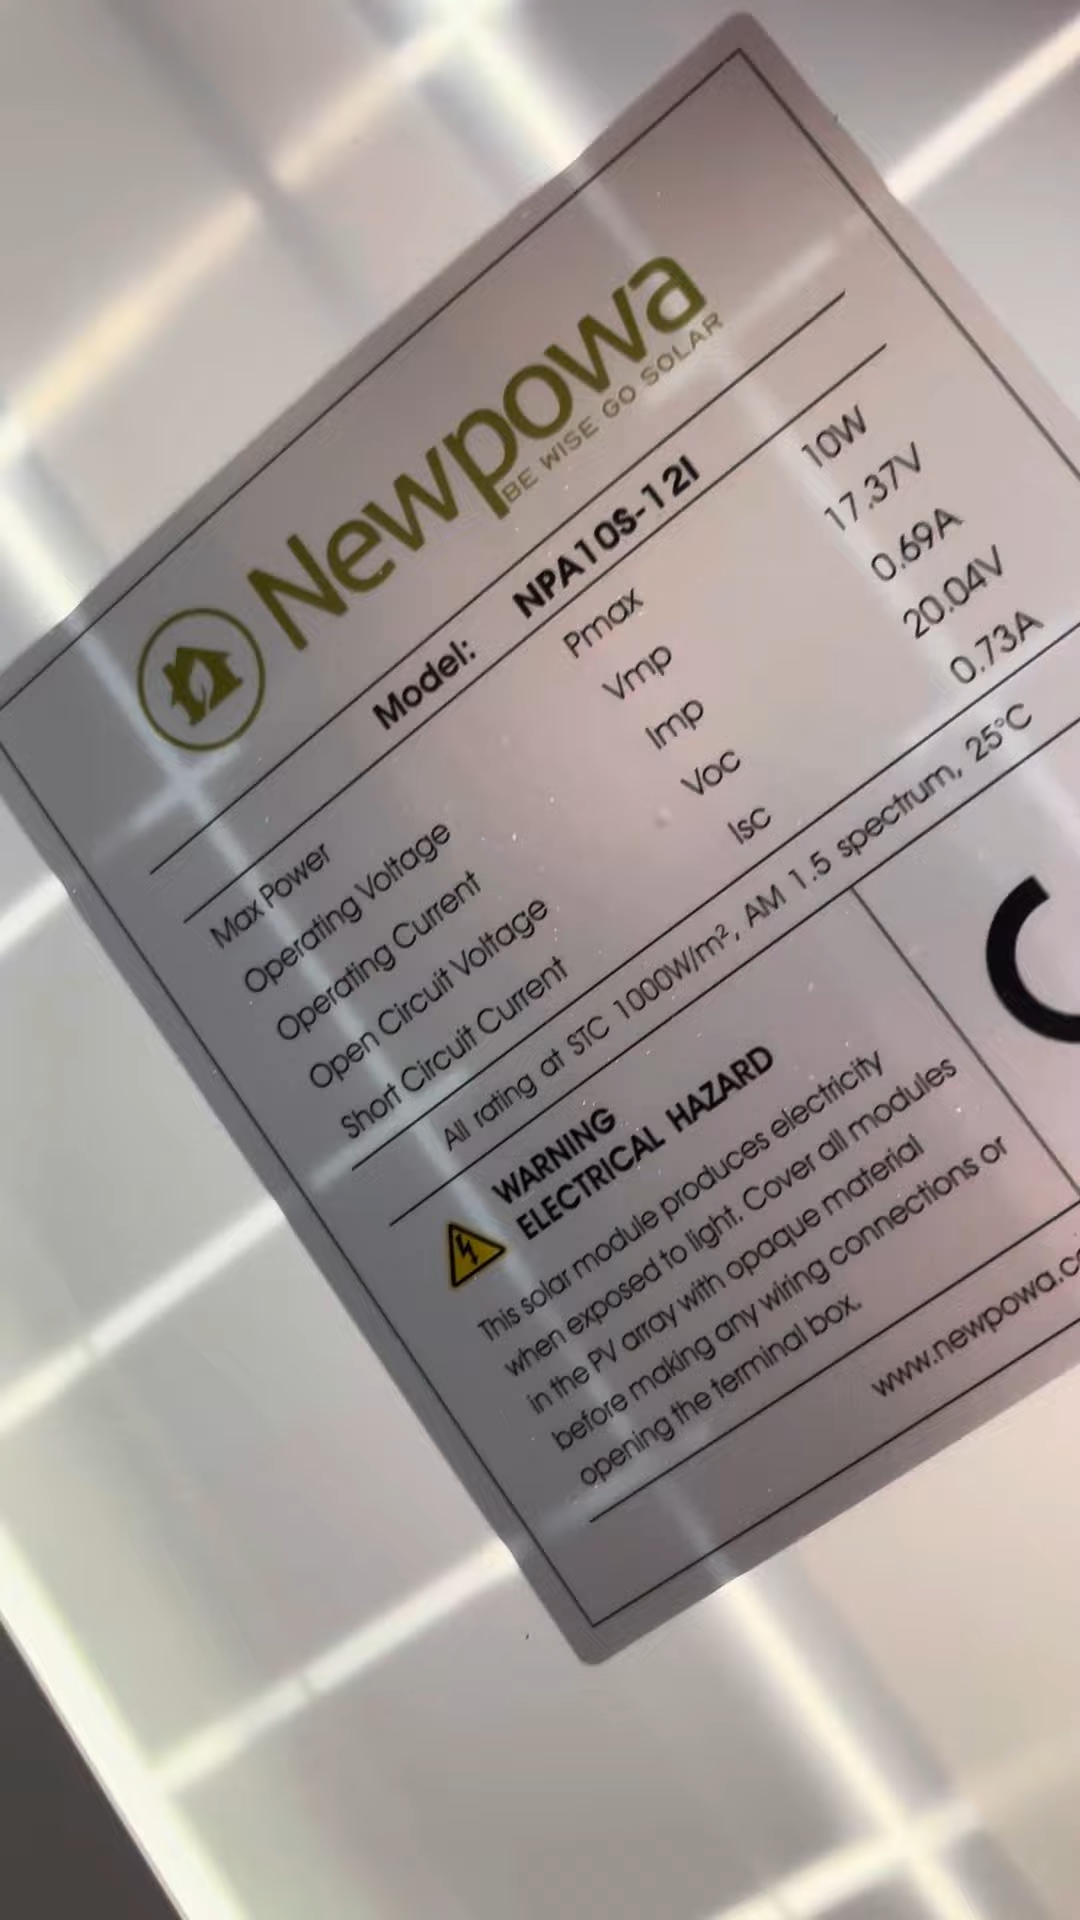 Newpowa
BE WISE GO SOLAR
Model: NPA10S-12I
Max Power Pmax 10W
Operating Voltage Vmp 17.37V
Operating Current Imp 0.69A
Open Circuit Voltage Voc 20.04V
Short Circuit Current Isc 0.73A
All rating at STC 1000W/m², AM 1.5 spectrum, 25°C
WARNING
ELECTRICAL HAZARD
This solar module produces electricity
when exposed to light. Cover all modules
in the PV array with opaque material
before making any wiring connections or
opening the terminal box.
www.newpowa.c